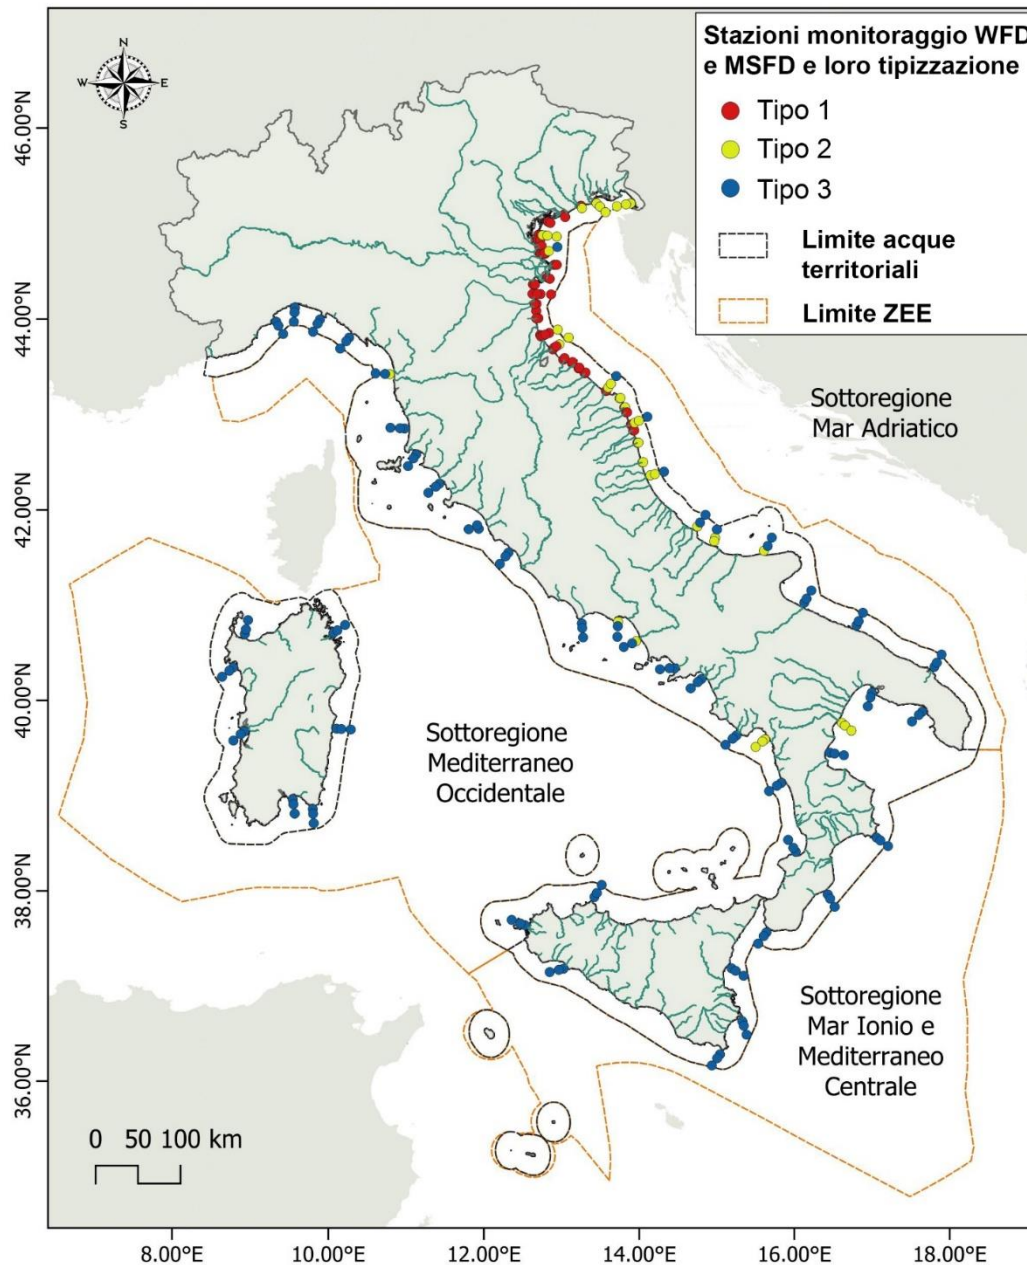 Stazioni monitoraggio WFD
e MSFD e loro tipizzazione
Tipo 1
Tipo 2
Tipo 3
Limite acque
territoriali
Limite ZEE
N
W
E
S
46.00°N
44.00°N
42.00°N
40.00°N
38.00°N
36.00°N
Sottoregione
Mar Adriatico
Sottoregione
Mediterraneo
Occidentale
Sottoregione
Mar Ionio e
Mediterraneo
Centrale
0 50 100 km
8.00°E
10.00°E
12.00°E
14.00°E
16.00°E
18.00°E